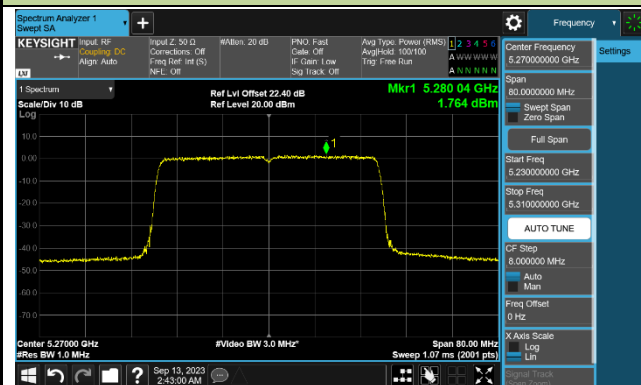 Spectrum Analyzer 1
Swept SA
Frequency
KEYSIGHT
Input: RF
Coupling: DC
Align: Auto
Input Z: 50 Ω
Corrections: Off
Freq Ref: Int (S)
NFE: Off
#Atten: 20 dB
PNO: Fast
Gate: Off
IF Gain: Low
Sig Track: Off
Avg Type: Power (RMS)
Avg|Hold: 100/100
Trig: Free Run
1 2 3 4 5 6
A W W W W W
A N N N N N
LXI
1 Spectrum
Scale/Div 10 dB
Log
Ref Lvl Offset 22.40 dB
Ref Level 20.00 dBm
Mkr1 5.280 04 GHz
1.764 dBm
1
10.0
0.00
-10.0
-20.0
-30.0
-40.0
-50.0
-60.0
-70.0
Center 5.27000 GHz
#Res BW 1.0 MHz
#Video BW 3.0 MHz*
Span 80.00 MHz
Sweep 1.07 ms (2001 pts)
Center Frequency
5.270000000 GHz
Settings
Span
80.0000000 MHz
Swept Span
Zero Span
Full Span
Start Freq
5.230000000 GHz
Stop Freq
5.310000000 GHz
AUTO TUNE
CF Step
8.000000 MHz
Auto
Man
Freq Offset
0 Hz
X Axis Scale
Log
Lin
Signal Track
(Span Zoom)
?
Sep 13, 2023
2:43:00 AM